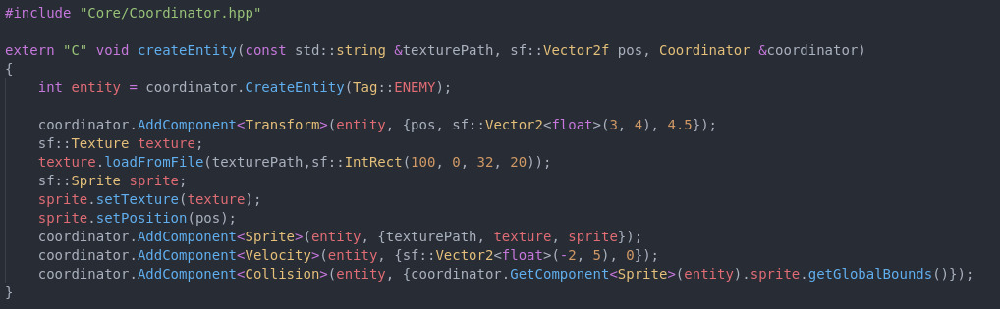 #include "Core/Coordinator.hpp"

extern "C" void createEntity(const std::string &texturePath, sf::Vector2f pos, Coordinator &coordinator)
{
    int entity = coordinator.CreateEntity(Tag::ENEMY);

    coordinator.AddComponent<Transform>(entity, {pos, sf::Vector2<float>(3, 4), 4.5});
    sf::Texture texture;
    texture.loadFromFile(texturePath,sf::IntRect(100, 0, 32, 20));
    sf::Sprite sprite;
    sprite.setTexture(texture);
    sprite.setPosition(pos);
    coordinator.AddComponent<Sprite>(entity, {texturePath, texture, sprite});
    coordinator.AddComponent<Velocity>(entity, {sf::Vector2<float>(-2, 5), 0});
    coordinator.AddComponent<Collision>(entity, {coordinator.GetComponent<Sprite>(entity).sprite.getGlobalBounds()});
}